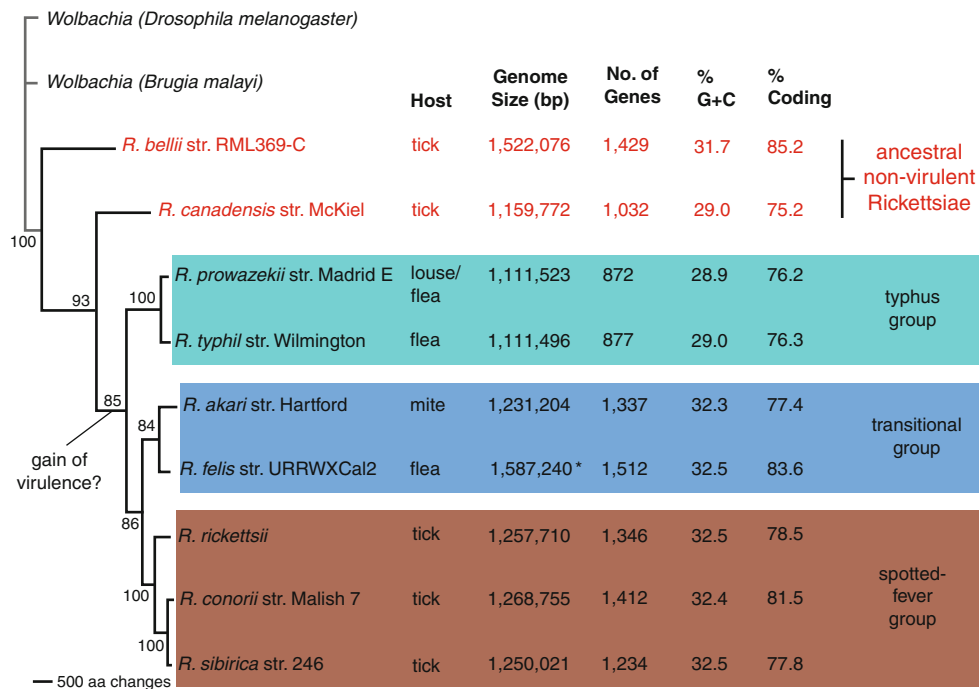 Wolbachia (Drosophila melanogaster)
Wolbachia (Brugia malayi)
Host Genome Size (bp) No. of Genes % G+C % Coding
R. bellii str. RML369-C tick 1,522,076 1,429 31.7 85.2
ancestral
non-virulent
Rickettsiae
R. canadensis str. McKiel tick 1,159,772 1,032 29.0 75.2
100
R. prowazekii str. Madrid E louse/ flea 1,111,523 872 28.9 76.2
typhus
group
93
100
R. typhil str. Wilmington flea 1,111,496 877 29.0 76.3
85
R. akari str. Hartford mite 1,231,204 1,337 32.3 77.4
transitional
group
84
gain of
virulence?
R. felis str. URRWXCal2 flea 1,587,240 * 1,512 32.5 83.6
86
R. rickettsii tick 1,257,710 1,346 32.5 78.5
spotted-
fever
group
100
R. conorii str. Malish 7 tick 1,268,755 1,412 32.4 81.5
100
R. sibirica str. 246 tick 1,250,021 1,234 32.5 77.8
500 aa changes